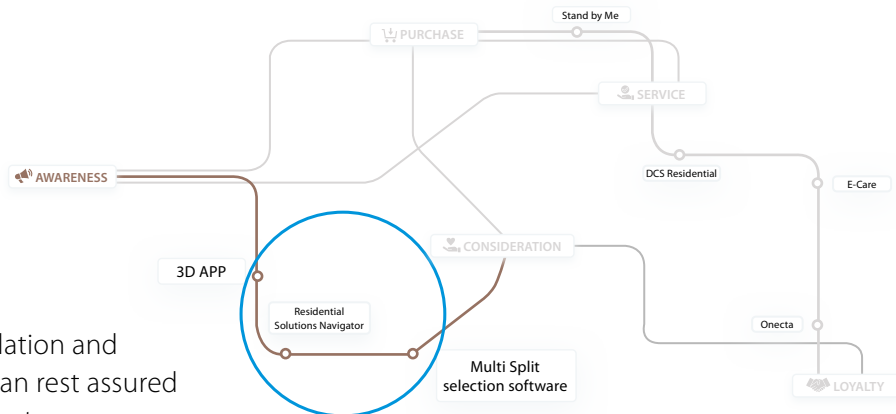 Stand by Me
PURCHASE
SERVICE
DCS Residential
AWARENESS
E-Care
CONSIDERATION
3D APP
Residential
Solutions Navigator
Onecta
lation and
Multi Split
selection software
an rest assured
LOYALTY